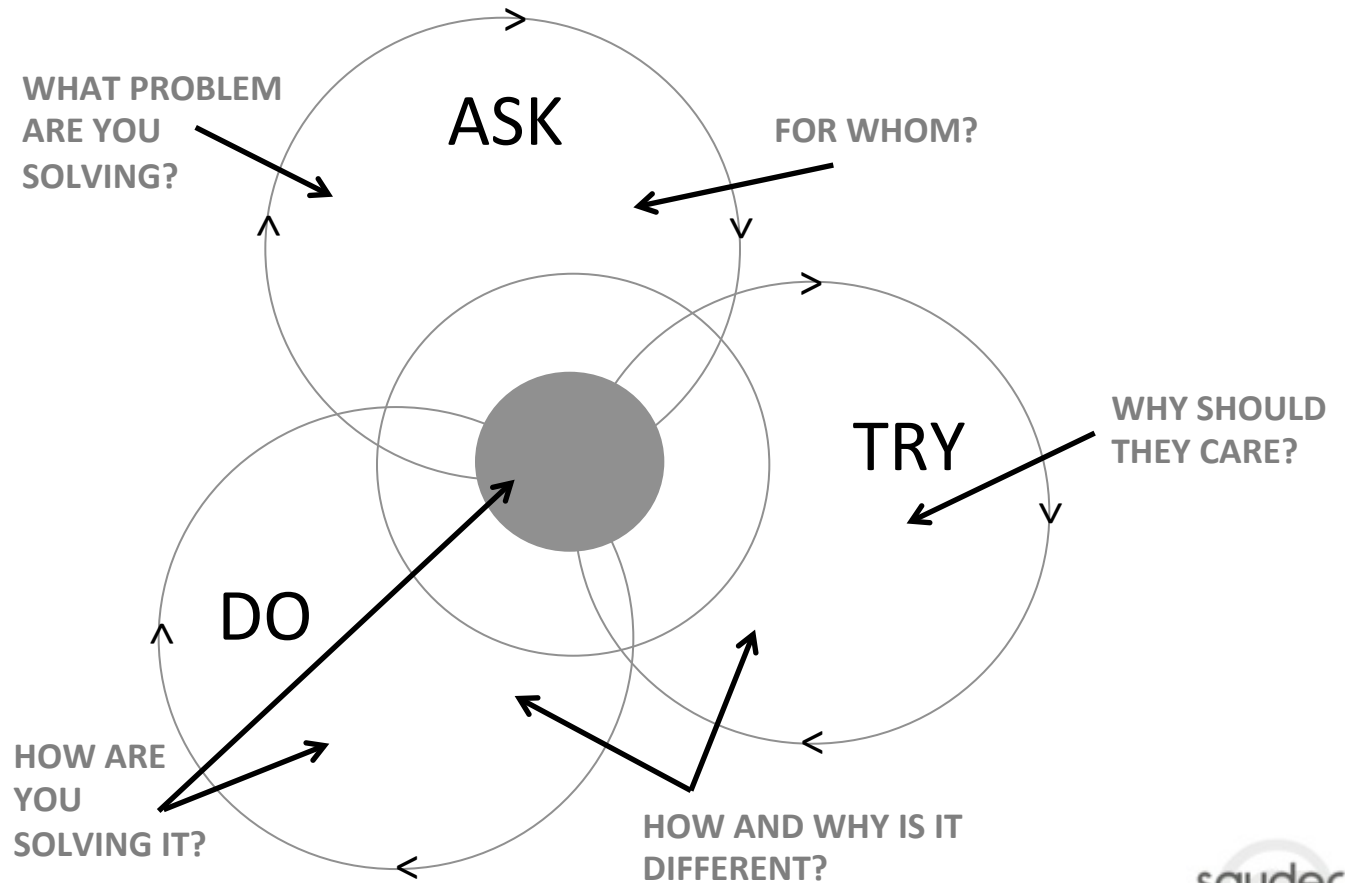 WHAT PROBLEM
ARE YOU
SOLVING?
ASK
FOR WHOM?
TRY
WHY SHOULD
THEY CARE?
DO
HOW ARE
YOU
SOLVING IT?
HOW AND WHY IS IT
DIFFERENT?